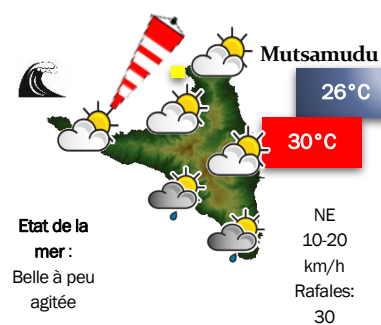 Mutsamudu
26°C
30°C
Etat de la
mer :
Belle à peu
agitée
NE
10-20
km/h
Rafales:
30